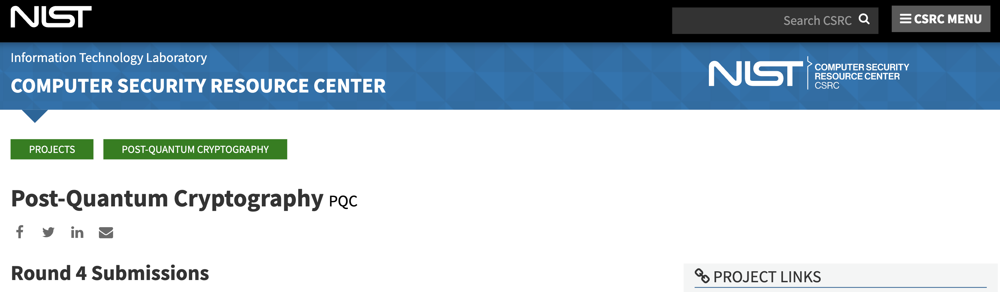 NIST
Search CSRC
CSRC MENU
Information Technology Laboratory
COMPUTER SECURITY RESOURCE CENTER
NIST
COMPUTER SECURITY
RESOURCE CENTER
CSRC
PROJECTS
POST-QUANTUM CRYPTOGRAPHY
Post-Quantum Cryptography PQC
Round 4 Submissions
PROJECT LINKS